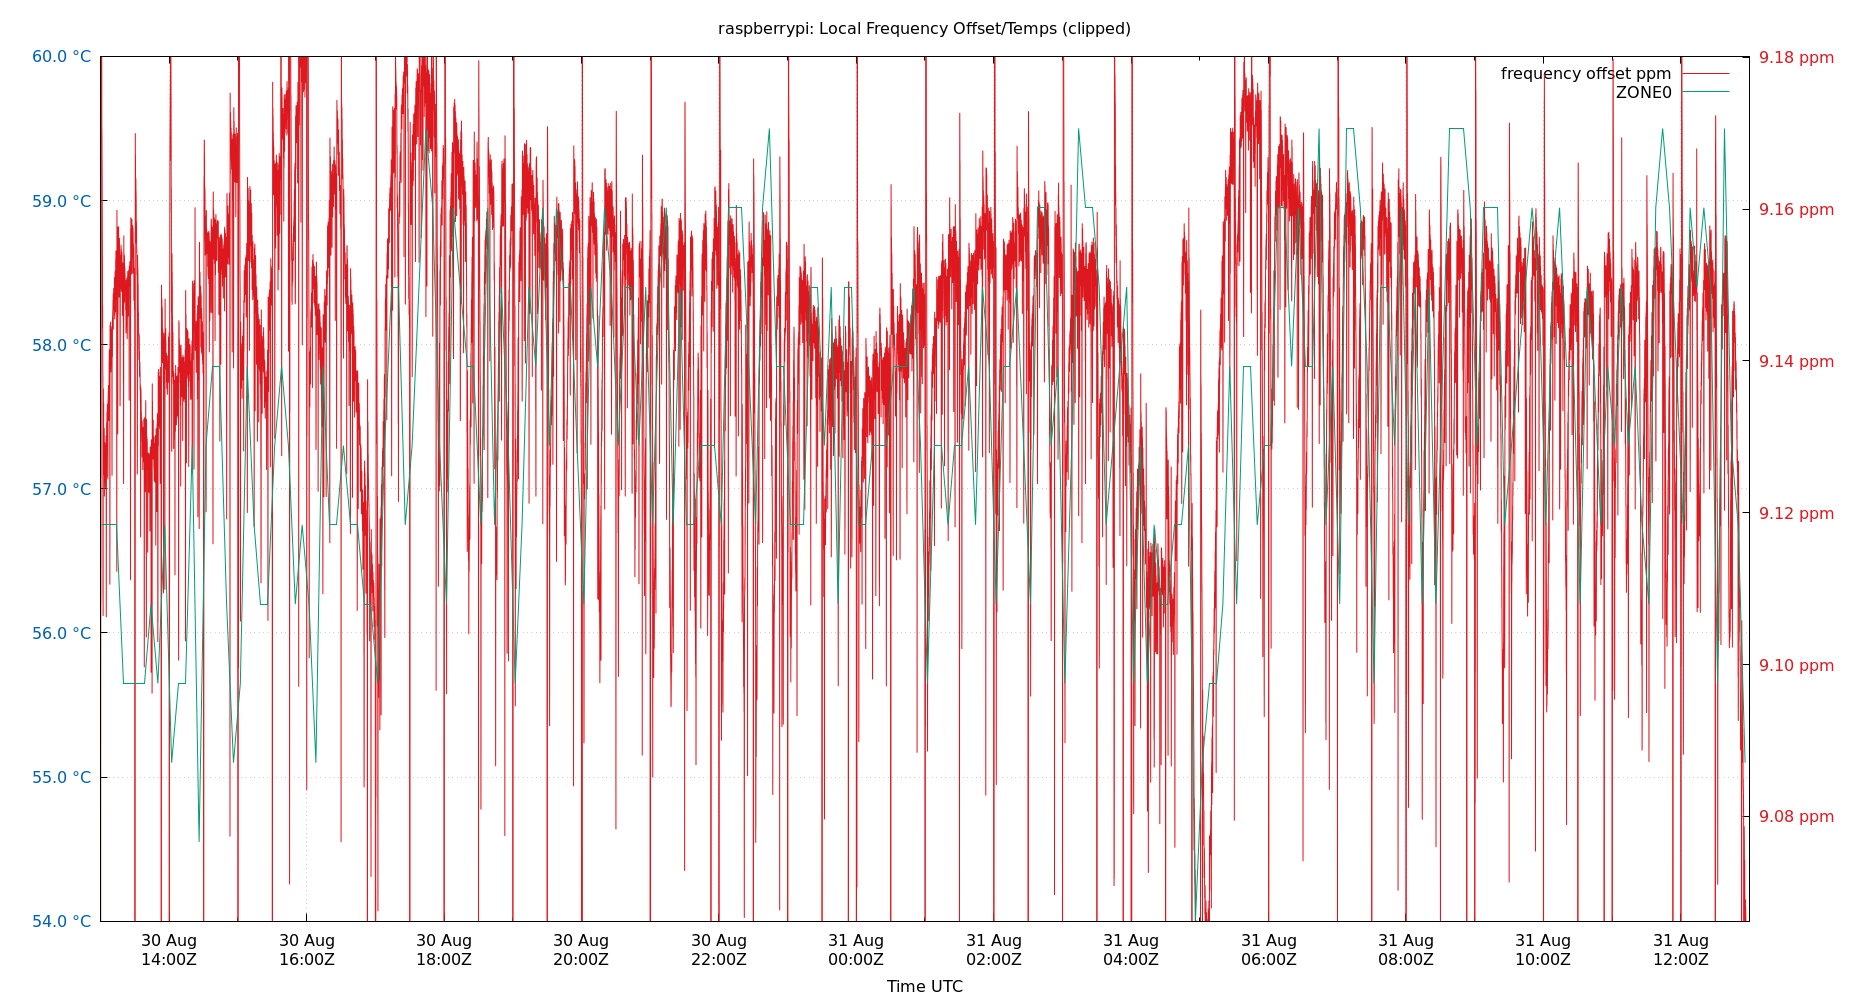 raspberrypi: Local Frequency Offset/Temps (clipped)
60.0 °C
59.0 °C
58.0 °C
57.0 °C
56.0 °C
55.0 °C
54.0 °C
9.18 ppm
9.16 ppm
9.14 ppm
9.12 ppm
9.10 ppm
9.08 ppm
frequency offset ppm
ZONE0
30 Aug 30 Aug 30 Aug 30 Aug 30 Aug 31 Aug 31 Aug 31 Aug 31 Aug 31 Aug 31 Aug 31 Aug
14:00Z 16:00Z 18:00Z 20:00Z 22:00Z 00:00Z 02:00Z 04:00Z 06:00Z 08:00Z 10:00Z 12:00Z
Time UTC